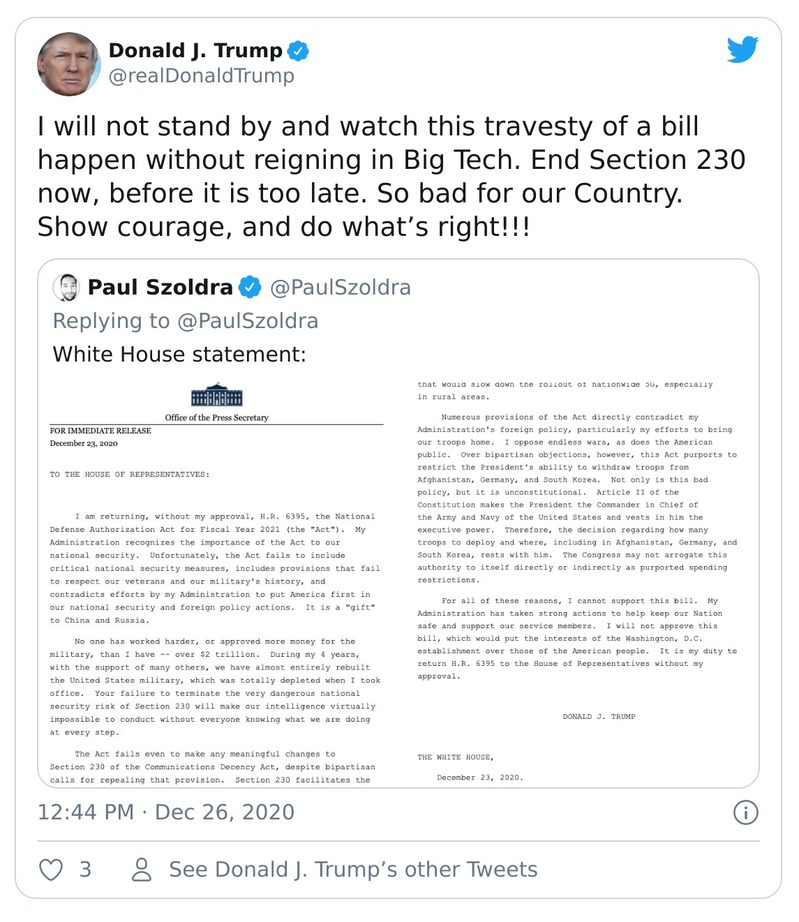 Donald J. Trump
@realDonaldTrump
I will not stand by and watch this travesty of a bill
happen without reigning in Big Tech. End Section 230
now, before it is too late. So bad for our Country.
Show courage, and do what’s right!!!
Paul Szoldra @PaulSzoldra
Replying to @PaulSzoldra
White House statement:
Office of the Press Secretary
FOR IMMEDIATE RELEASE
December 23, 2020
TO THE HOUSE OF REPRESENTATIVES:
I am returning, without my approval, H.R. 6395, the National
Defense Authorization Act for Fiscal Year 2021 (the "Act"). My
Administration recognizes the importance of the Act to our
national security. Unfortunately, the Act fails to include
critical national security measures, includes provisions that fail
to respect our veterans and our military's history, and
contradicts efforts by my Administration to put America first in
our national security and foreign policy actions. It is a "gift"
to China and Russia.
No one has worked harder, or approved more money for the
military, than I have -- over $2 trillion. During my 4 years,
with the support of many others, we have almost entirely rebuilt
the United States military, which was totally depleted when I took
office. Your failure to terminate the very dangerous national
security risk of Section 230 will make our intelligence virtually
impossible to conduct without everyone knowing what we are doing
at every step.
The Act fails even to make any meaningful changes to
Section 230 of the Communications Decency Act, despite bipartisan
calls for repealing that provision. Section 230 facilitates the
that would slow down the rollout of nationwide 5G, especially
in rural areas.
Numerous provisions of the Act directly contradict my
Administration's foreign policy, particularly my efforts to bring
our troops home. I oppose endless wars, as does the American
public. Over bipartisan objections, however, this Act purports to
restrict the President's ability to withdraw troops from
Afghanistan, Germany, and South Korea. Not only is this bad
policy, but it is unconstitutional. Article II of the
Constitution makes the President the Commander in Chief of
the Army and Navy of the United States and vests in him the
executive power. Therefore, the decision regarding how many
troops to deploy and where, including in Afghanistan, Germany, and
South Korea, rests with him. The Congress may not arrogate this
authority to itself directly or indirectly as purported spending
restrictions.
For all of these reasons, I cannot support this bill. My
Administration has taken strong actions to help keep our Nation
safe and support our service members. I will not approve this
bill, which would put the interests of the Washington, D.C.
establishment over those of the American people. It is my duty to
return H.R. 6395 to the House of Representatives without my
approval.
DONALD J. TRUMP
THE WHITE HOUSE,
December 23, 2020.
12:44 PM · Dec 26, 2020
3 See Donald J. Trump’s other Tweets